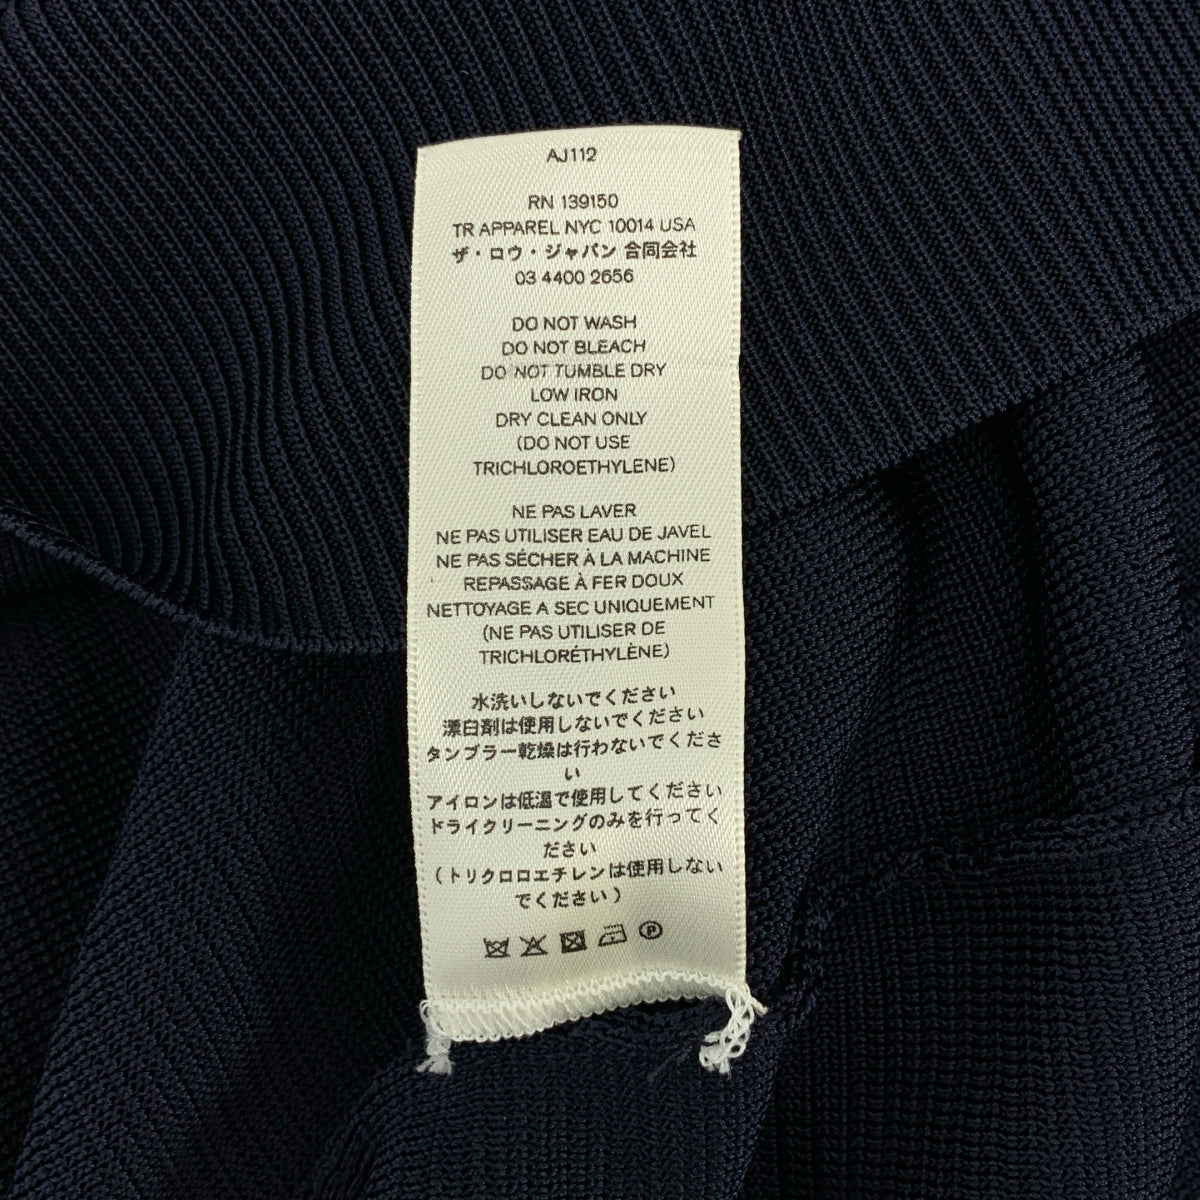 AJ112
RN 139150
TR APPAREL NYC 10014 USA
ザ・ロウ・ジャパン 合同会社
03 4400 2656
DO NOT WASH
DO NOT BLEACH
DO NOT TUMBLE DRY
LOW IRON
DRY CLEAN ONLY
(DO NOT USE
TRICHLOROETHYLENE)
NE PAS LAVER
NE PAS UTILISER EAU DE JAVEL
NE PAS SÉCHER À LA MACHINE
REPASSAGE À FER DOUX
NETTOYAGE A SEC UNIQUEMENT
(NE PAS UTILISER DE
TRICHLORÉTHYLÈNE)
水洗いしないでください
漂白剤は使用しないでください
タンブラー乾燥は行わないでくださ
い
アイロンは低温で使用してください
ドライクリーニングのみを行ってく
ださい
（トリクロロエチレンは使用しない
でください）
P